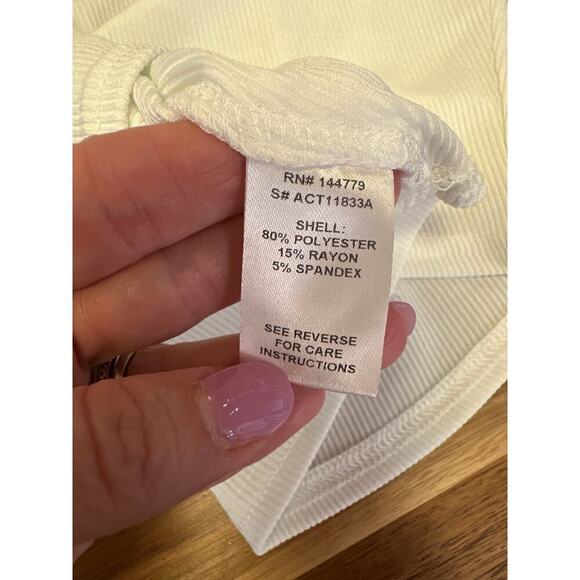 RN# 144779
S# ACT11833A
SHELL:
80% POLYESTER
15% RAYON
5% SPANDEX
SEE REVERSE
FOR CARE
INSTRUCTIONS